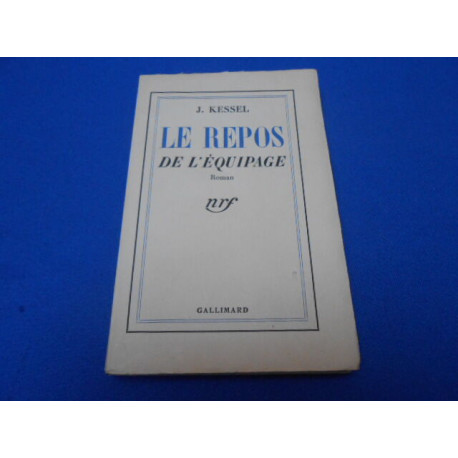 J. KESSEL
LE REPOS
DE L'ÉQUIPAGE
Roman
nrf
GALLIMARD